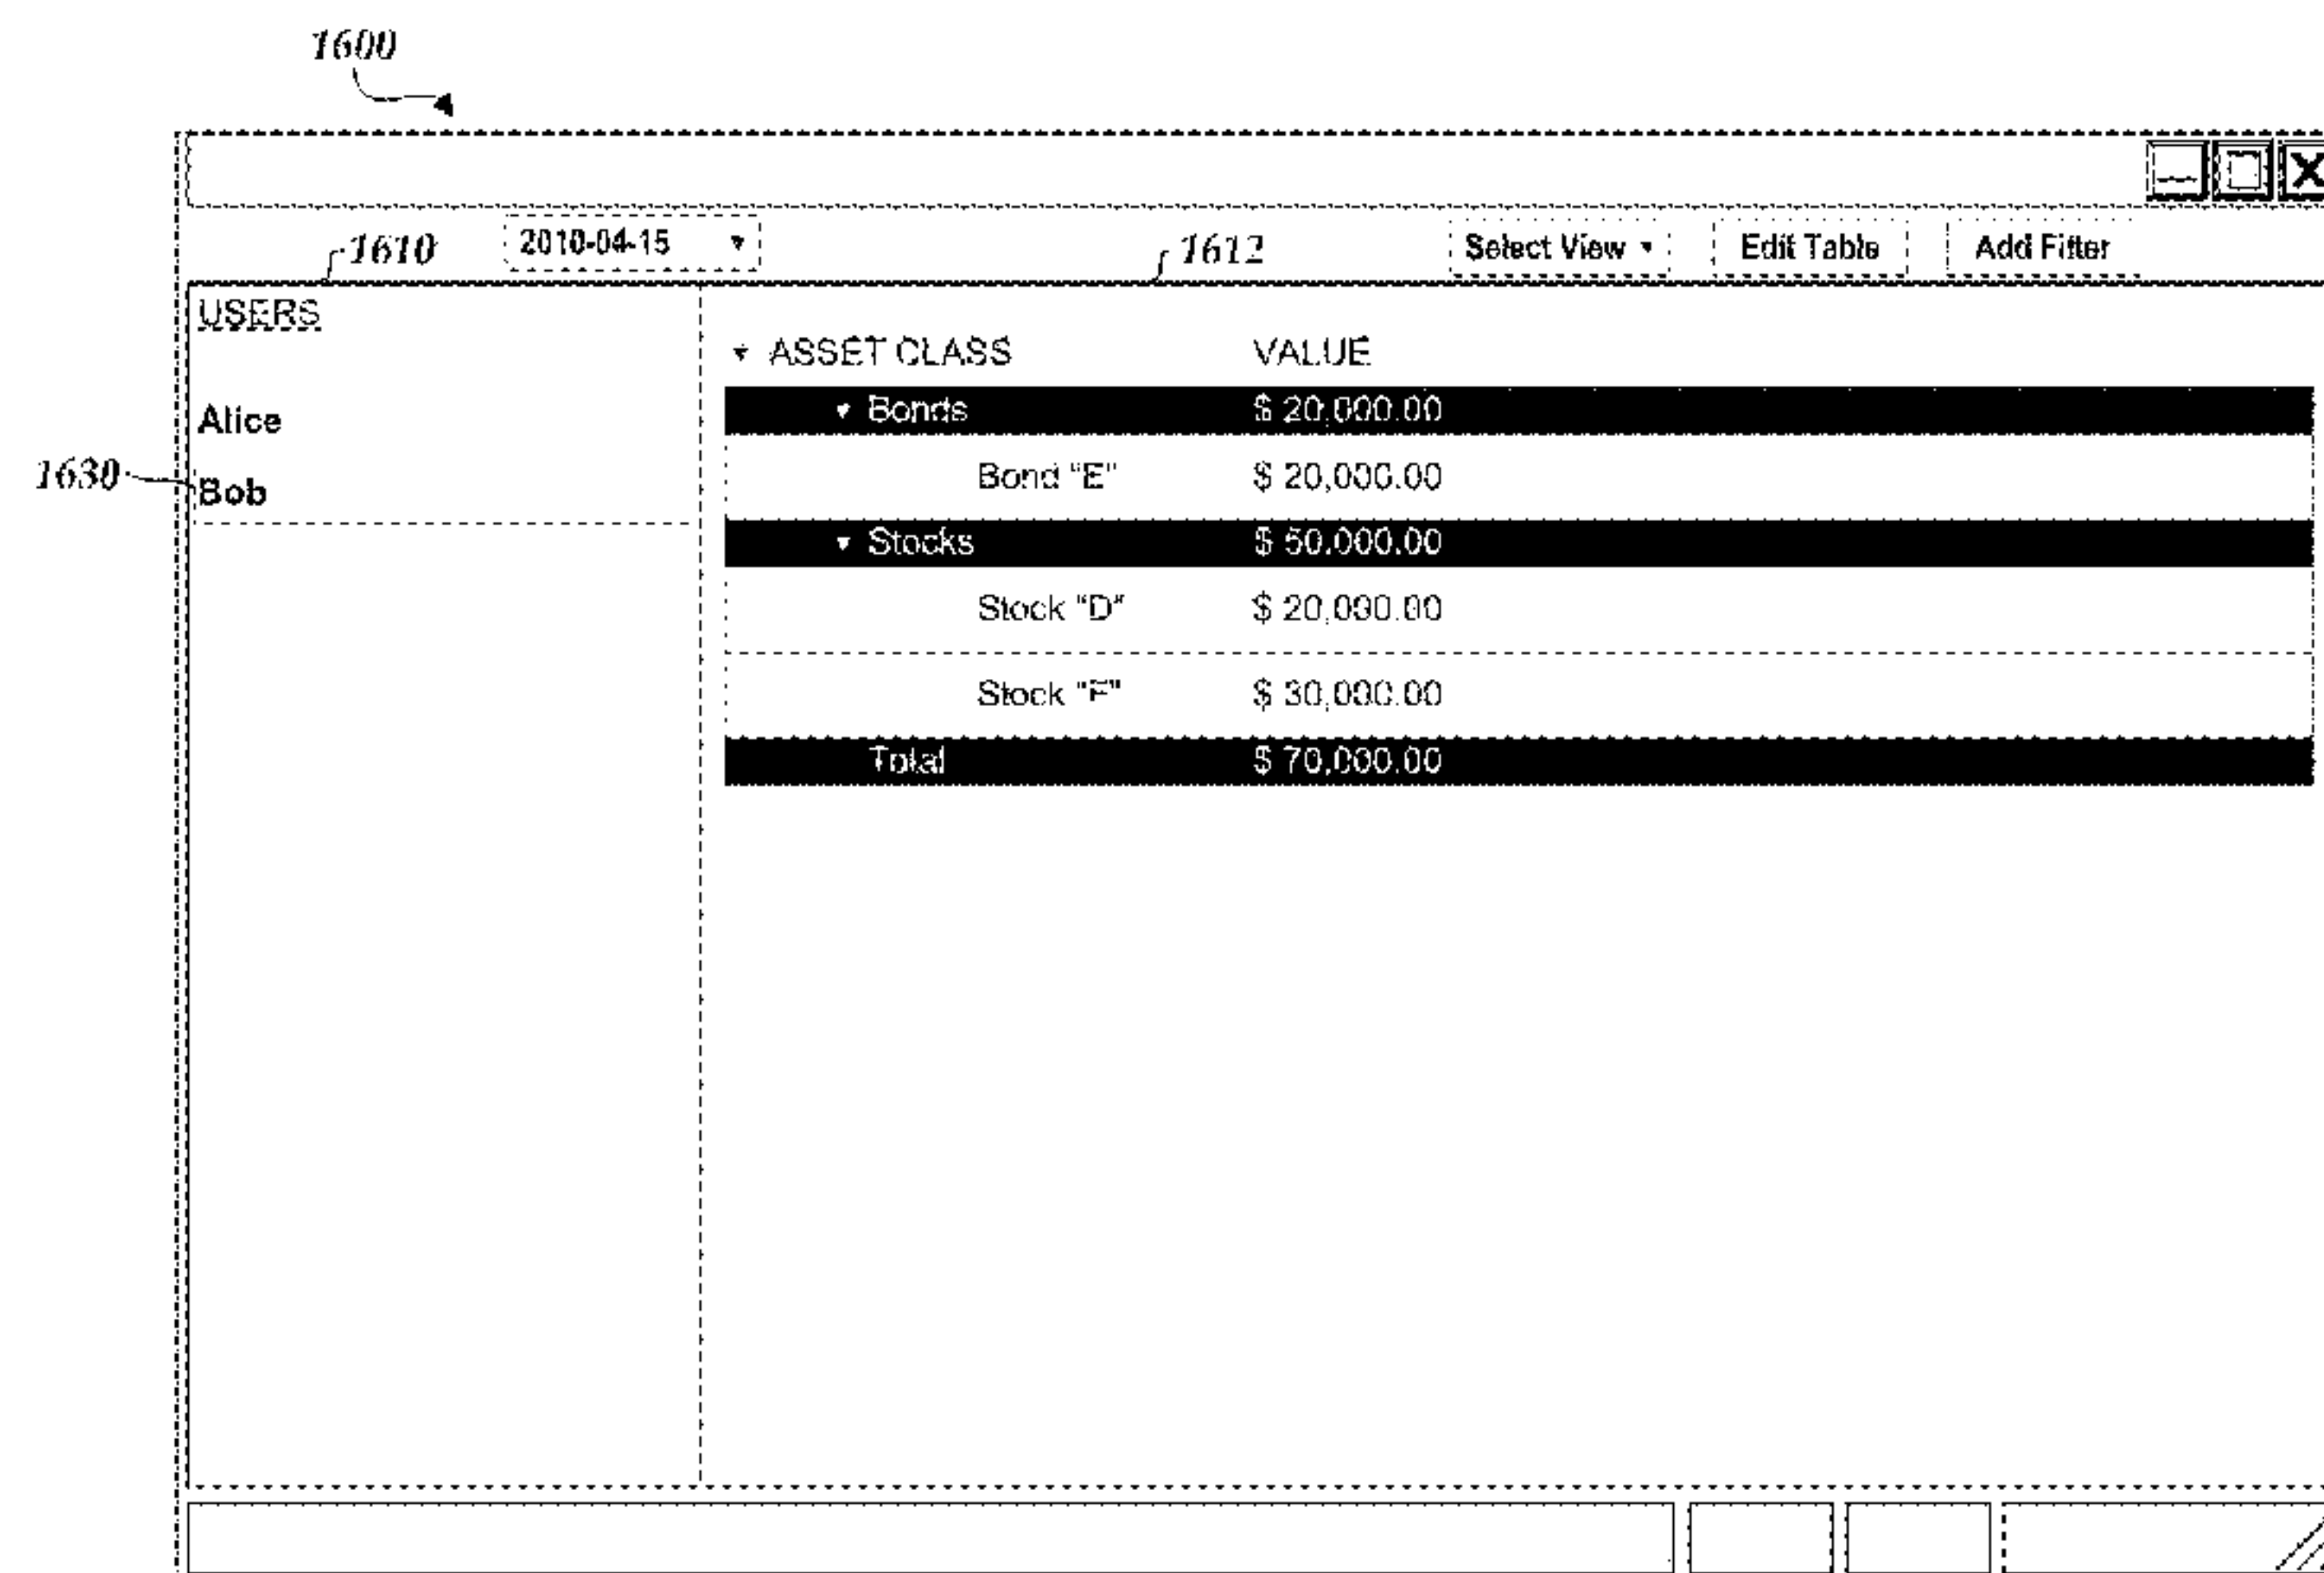 1600
1610 2010-04-15 ▾ 1612 Select View ▾ Edit Table Add Filter
USERS
▾ ASSET CLASS VALUE
▾ Bonds $ 20,000.00
Alice
Bond "E" $ 20,000.00
1630 Bob
▾ Stocks $ 50,000.00
Stock "D" $ 20,000.00
Stock "F" $ 30,000.00
Total $ 70,000.00